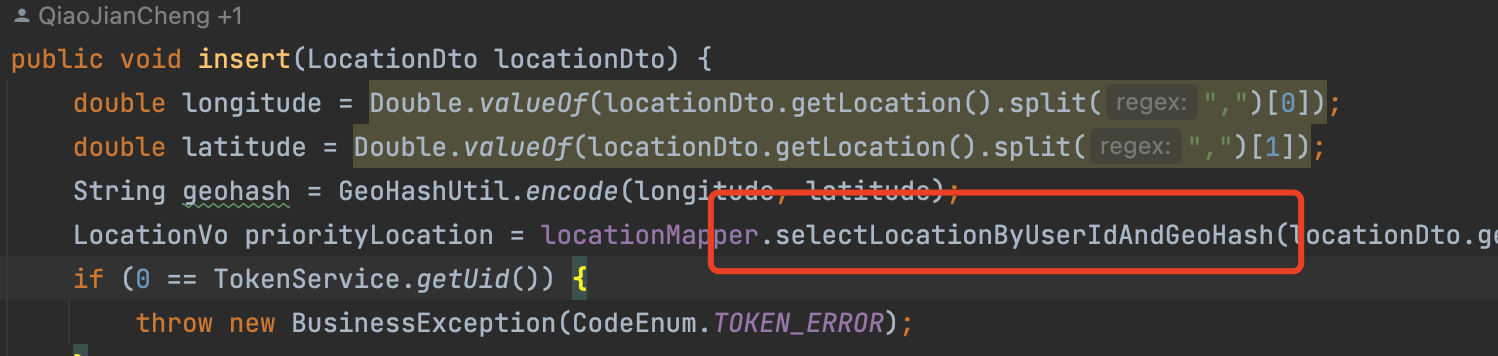 QiaoJianCheng +1
public void insert(LocationDto locationDto) {
double longitude = Double.valueOf(locationDto.getLocation().split( regex: ",")[0]);
double latitude = Double.valueOf(locationDto.getLocation().split( regex: ",")[1]);
String geohash = GeoHashUtil.encode(longitude, latitude);
LocationVo priorityLocation = locationMapper.selectLocationByUserIdAndGeoHash(locationDto.ge
if (0 == TokenService.getUid()) {
throw new BusinessException(CodeEnum.TOKEN_ERROR);
}